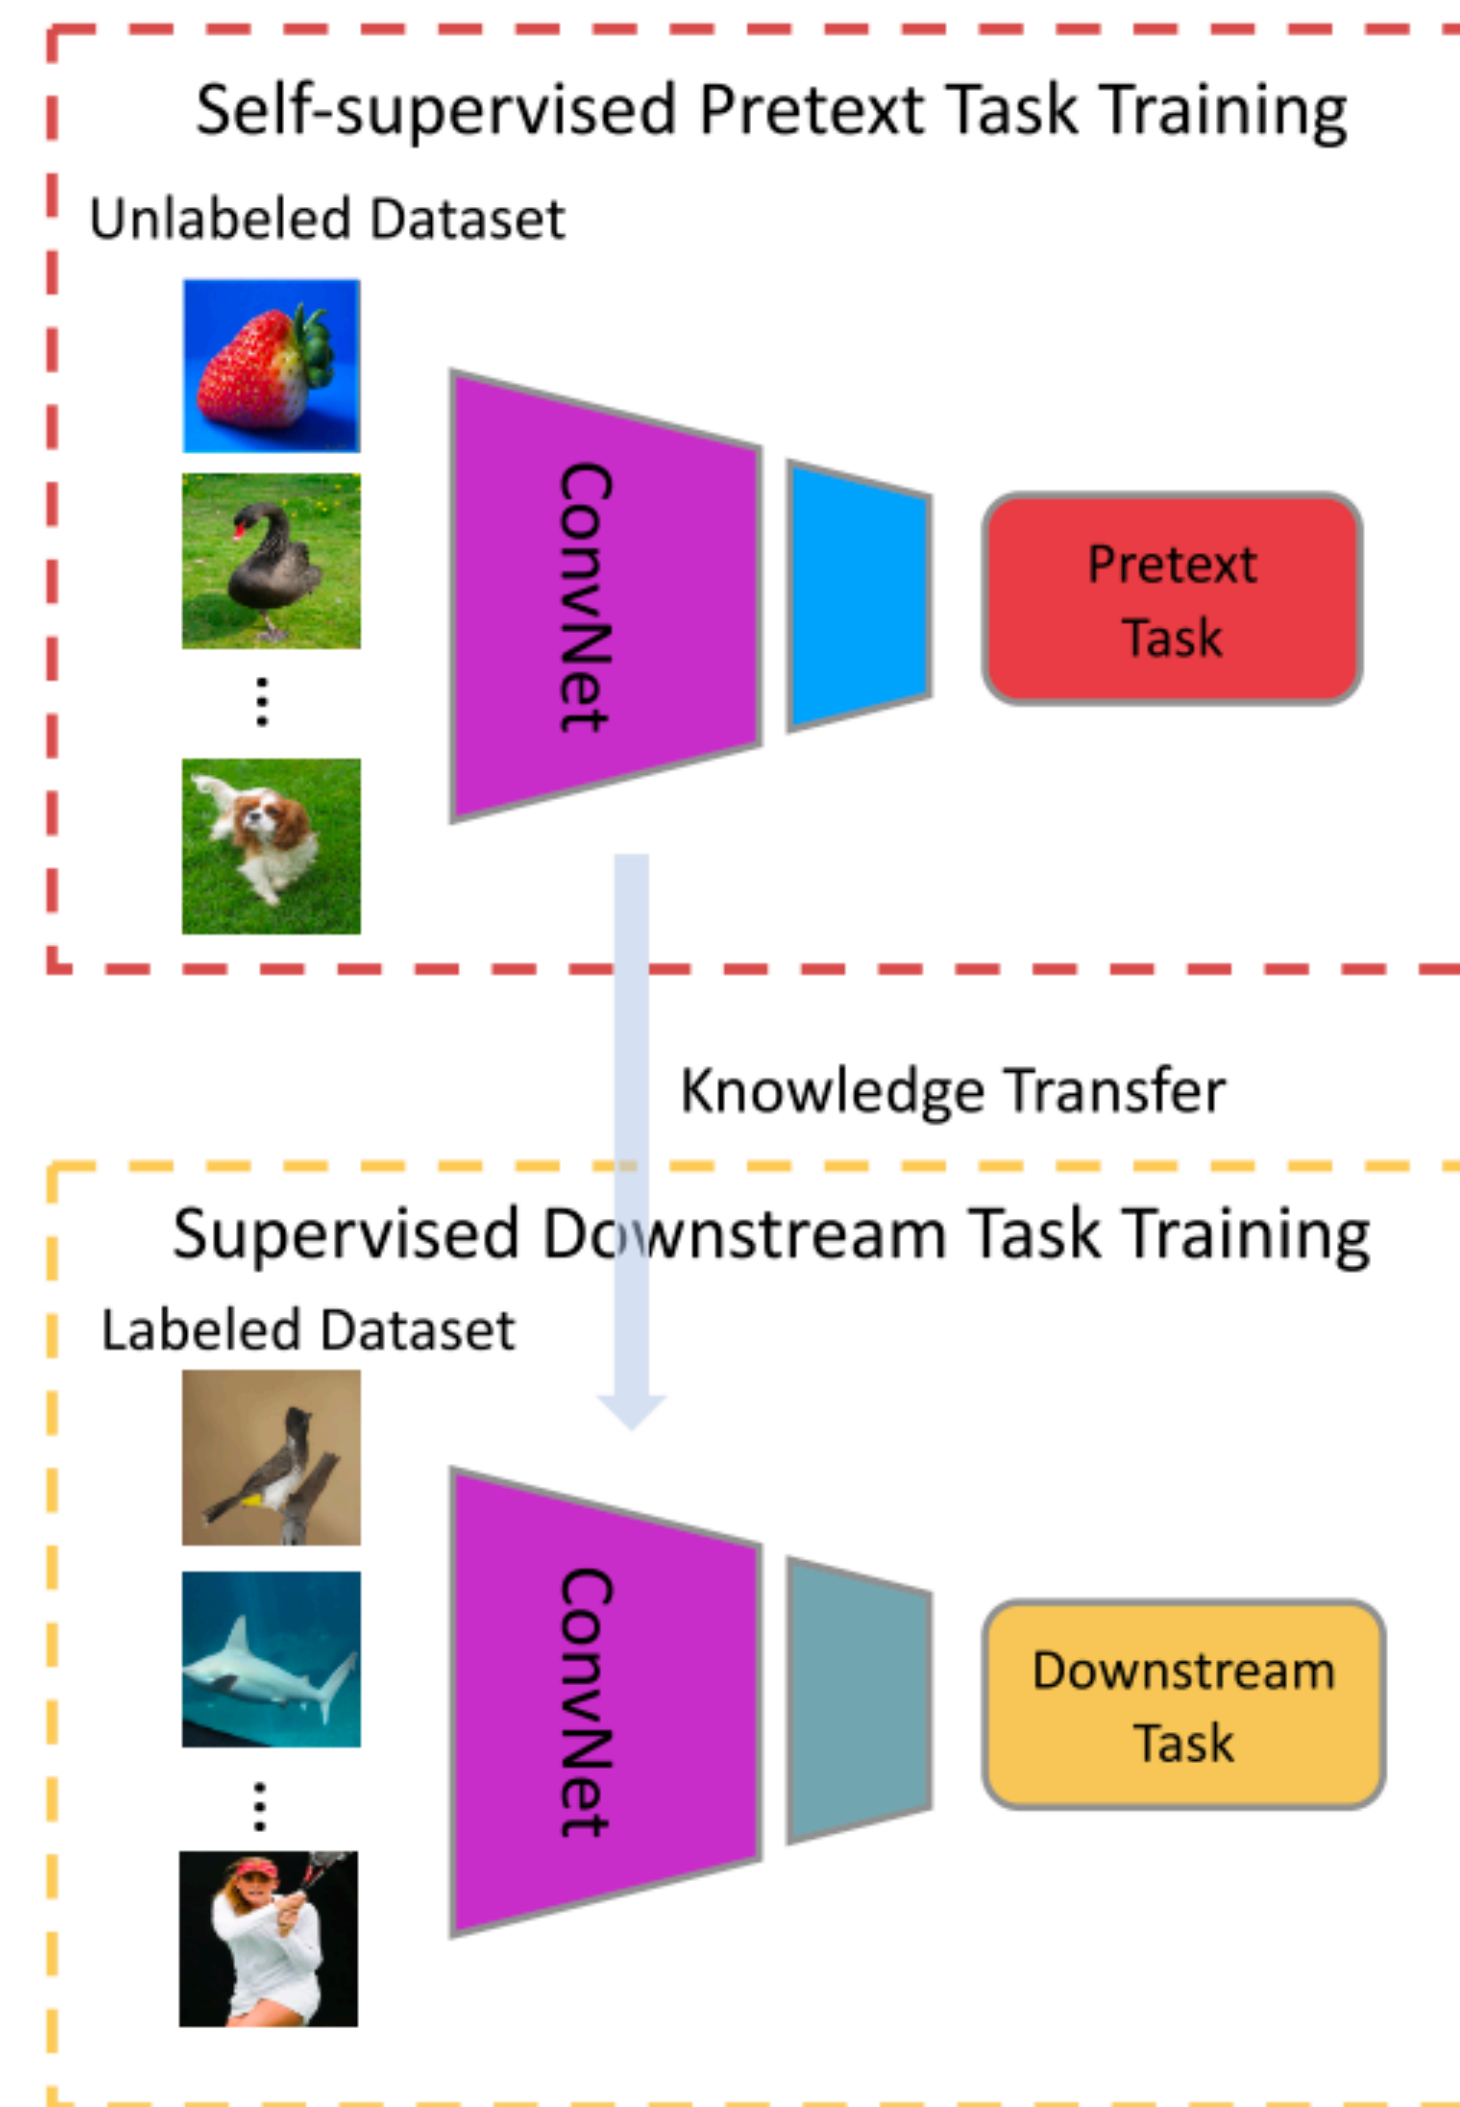 Self-supervised Pretext Task Training
Unlabeled Dataset
ConvNet
Pretext
Task
Knowledge Transfer
Supervised Downstream Task Training
Labeled Dataset
ConvNet
Downstream
Task